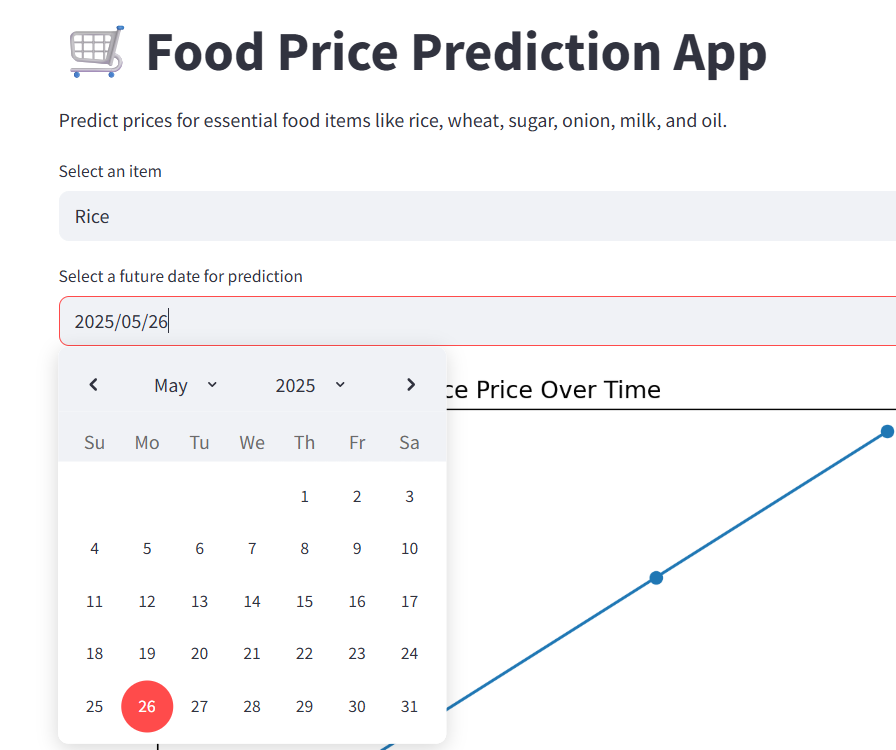 Food Price Prediction App
Predict prices for essential food items like rice, wheat, sugar, onion, milk, and oil.
Select an item
Rice
Select a future date for prediction
2025/05/26
May 2025
ce Price Over Time
Su Mo Tu We Th Fr Sa
1 2 3
4 5 6 7 8 9 10
11 12 13 14 15 16 17
18 19 20 21 22 23 24
25 26 27 28 29 30 31